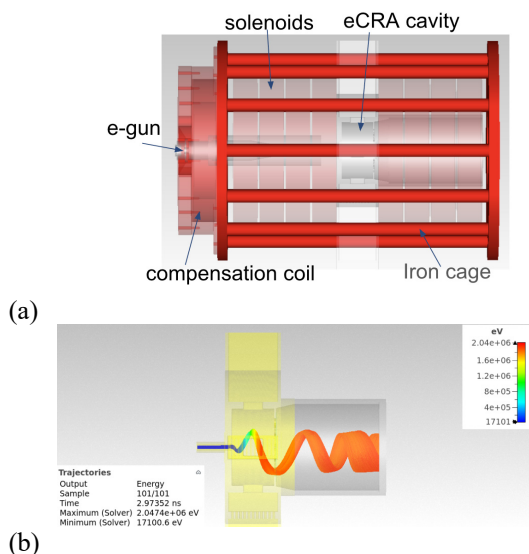 solenoids
eCRA cavity
e-gun
compensation coil
Iron cage
(a)
eV
2.04e+06
1.6e+06
1.2e+06
8e+05
4e+05
17101
Trajectories
Output Energy
Sample 101/101
Time 2.97352 ns
Maximum (Solver) 2.0474e+06 eV
Minimum (Solver) 17100.6 eV
(b)